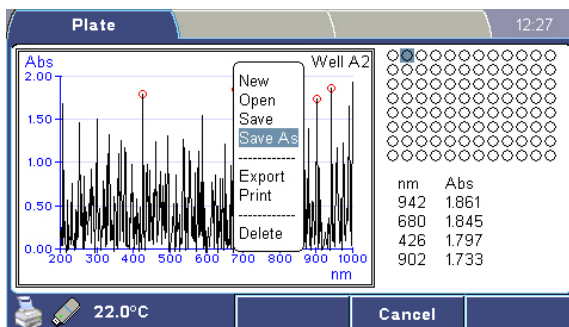 Plate
12:27
Abs
Well A2
2.00
1.50
1.00
0.50
0.00
200 300 400 500 600 700 800 900 1000
nm
New
Open
Save
Save As
----------
Export
Print
----------
Delete
nm Abs
942 1.861
680 1.845
426 1.797
902 1.733
22.0°C
Cancel